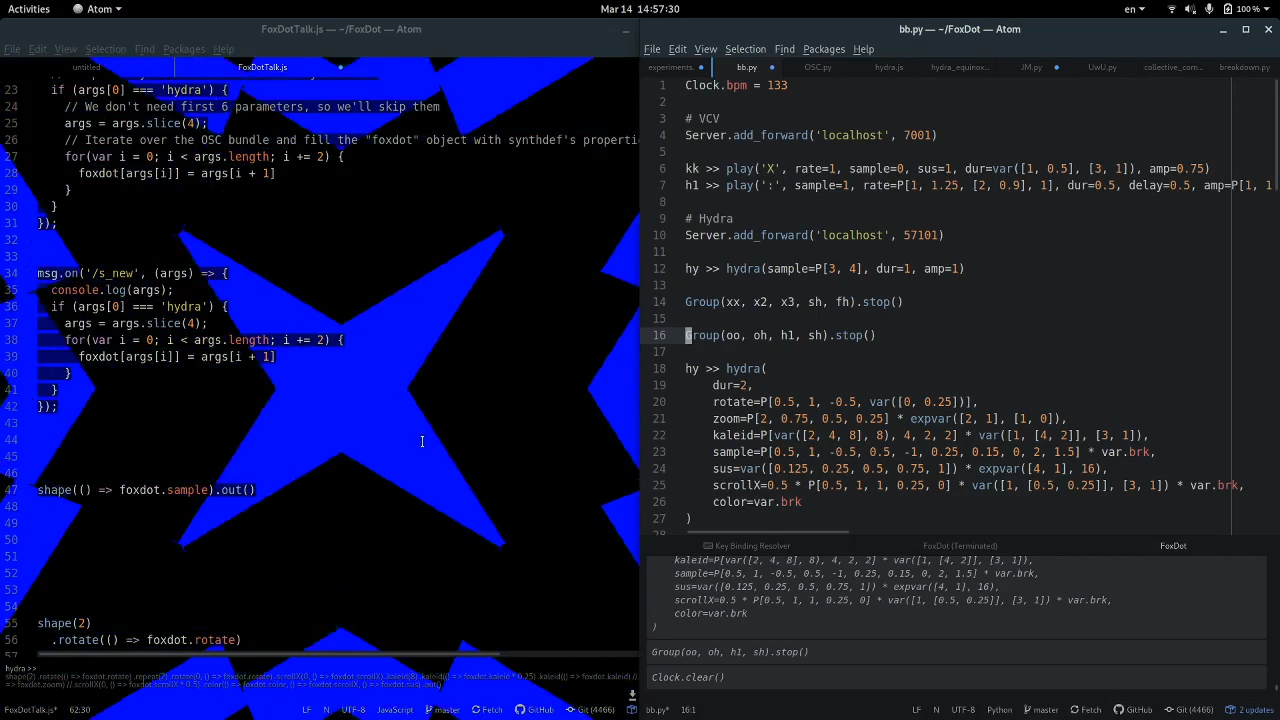 Activities
Atom
Mar 14 14:57:30
en
100 %
FoxDotTalk.js — ~/FoxDot — Atom
File Edit View Selection Find Packages Help
untitled
FoxDotTalk.js
23 if (args[0] === 'hydra') {
24 // We don't need first 6 parameters, so we'll skip them
25 args = args.slice(4);
26 // Iterate over the OSC bundle and fill the "foxdot" object with synthdef's properti
27 for(var i = 0; i < args.length; i += 2) {
28 foxdot[args[i]] = args[i + 1]
29 }
30 }
31 });
32
33
34 msg.on('/s_new', (args) => {
35 console.log(args);
36 if (args[0] === 'hydra') {
37 args = args.slice(4);
38 for(var i = 0; i < args.length; i += 2) {
39 foxdot[args[i]] = args[i + 1]
40 }
41 }
42 });
43
44
45
46
47 shape(() => foxdot.sample).out()
48
49
50
51
52
53
54
55 shape(2)
56 .rotate(() => foxdot.rotate)
57
hydra >>
FoxDotTalk.js* 62:30
LF N UTF-8 JavaScript master Fetch GitHub Git (4466)
bb.py — ~/FoxDot — Atom
File Edit View Selection Find Packages Help
experiments.
bb.py
OSC.py
hydra.js
hydra_equinox...
JM.py
UwU.py
collective_com...
breakdown.py
1 Clock.bpm = 133
2
3 # VCV
4 Server.add_forward('localhost', 7001)
5
6 kk >> play('X', rate=1, sample=0, sus=1, dur=var([1, 0.5], [3, 1]), amp=0.75)
7 h1 >> play(':', sample=1, rate=P[1, 1.25, [2, 0.9], 1], dur=0.5, delay=0.5, amp=P[1, 1
8
9 # Hydra
10 Server.add_forward('localhost', 57101)
11
12 hy >> hydra(sample=P[3, 4], dur=1, amp=1)
13
14 Group(xx, x2, x3, sh, fh).stop()
15
16 Group(oo, oh, h1, sh).stop()
17
18 hy >> hydra(
19 dur=2,
20 rotate=P[0.5, 1, -0.5, var([0, 0.25])],
21 zoom=P[2, 0.75, 0.5, 0.25] * expvar([2, 1], [1, 0]),
22 kaleid=P[var([2, 4, 8], 8), 4, 2, 2] * var([1, [4, 2]], [3, 1]),
23 sample=P[0.5, 1, -0.5, 0.5, -1, 0.25, 0.15, 0, 2, 1.5] * var.brk,
24 sus=var([0.125, 0.25, 0.5, 0.75, 1]) * expvar([4, 1], 16),
25 scrollX=0.5 * P[0.5, 1, 1, 0.25, 0] * var([1, [0.5, 0.25]], [3, 1]) * var.brk,
26 color=var.brk
27 )
Key Binding Resolver
FoxDot (Terminated)
FoxDot
kaleid=P[var([2, 4, 8], 8), 4, 2, 2] * var([1, [4, 2]], [3, 1]),
sample=P[0.5, 1, -0.5, 0.5, -1, 0.25, 0.15, 0, 2, 1.5] * var.brk,
sus=var([0.125, 0.25, 0.5, 0.75, 1]) * expvar([4, 1], 16),
scrollX=0.5 * P[0.5, 1, 1, 0.25, 0] * var([1, [0.5, 0.25]], [3, 1]) * var.brk,
color=var.brk
)
Group(oo, oh, h1, sh).stop()
Clock.clear()
bb.py* 16:1
LF N UTF-8 Python master Fetch GitHub Git (4466) 2 updates